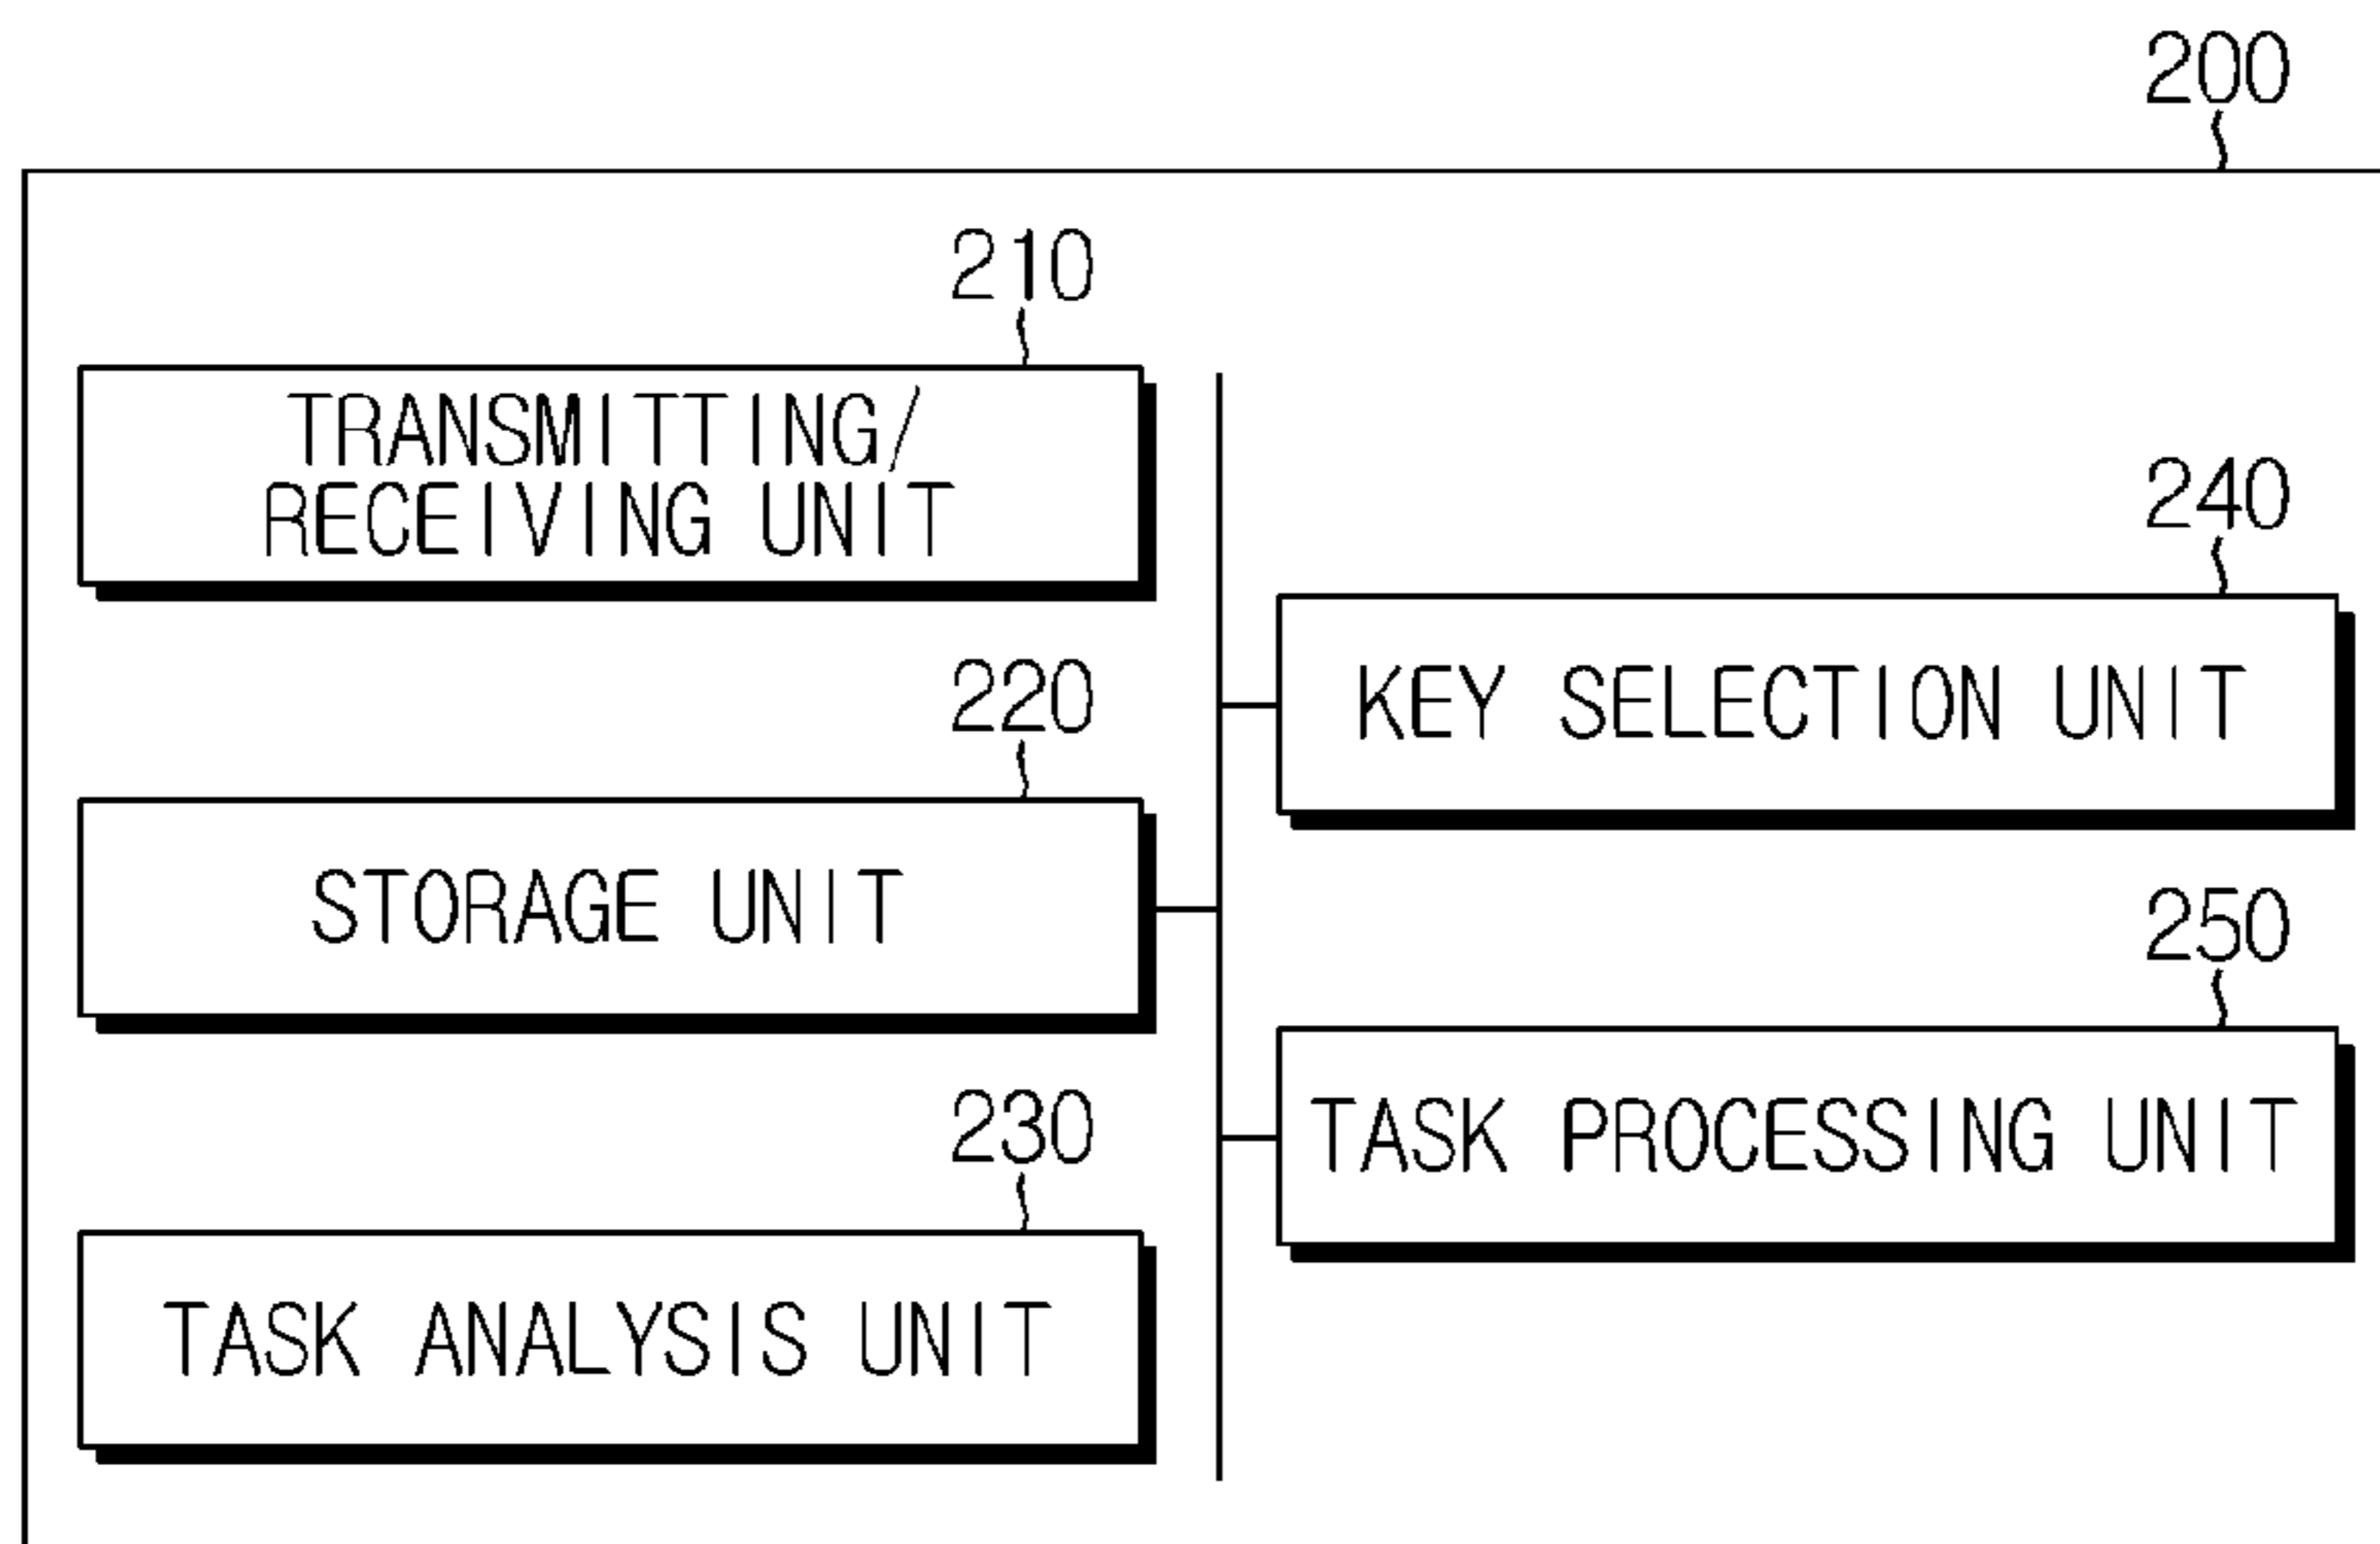 200
210
TRANSMITTING/
RECEIVING UNIT
220
STORAGE UNIT
230
TASK ANALYSIS UNIT
240
KEY SELECTION UNIT
250
TASK PROCESSING UNIT